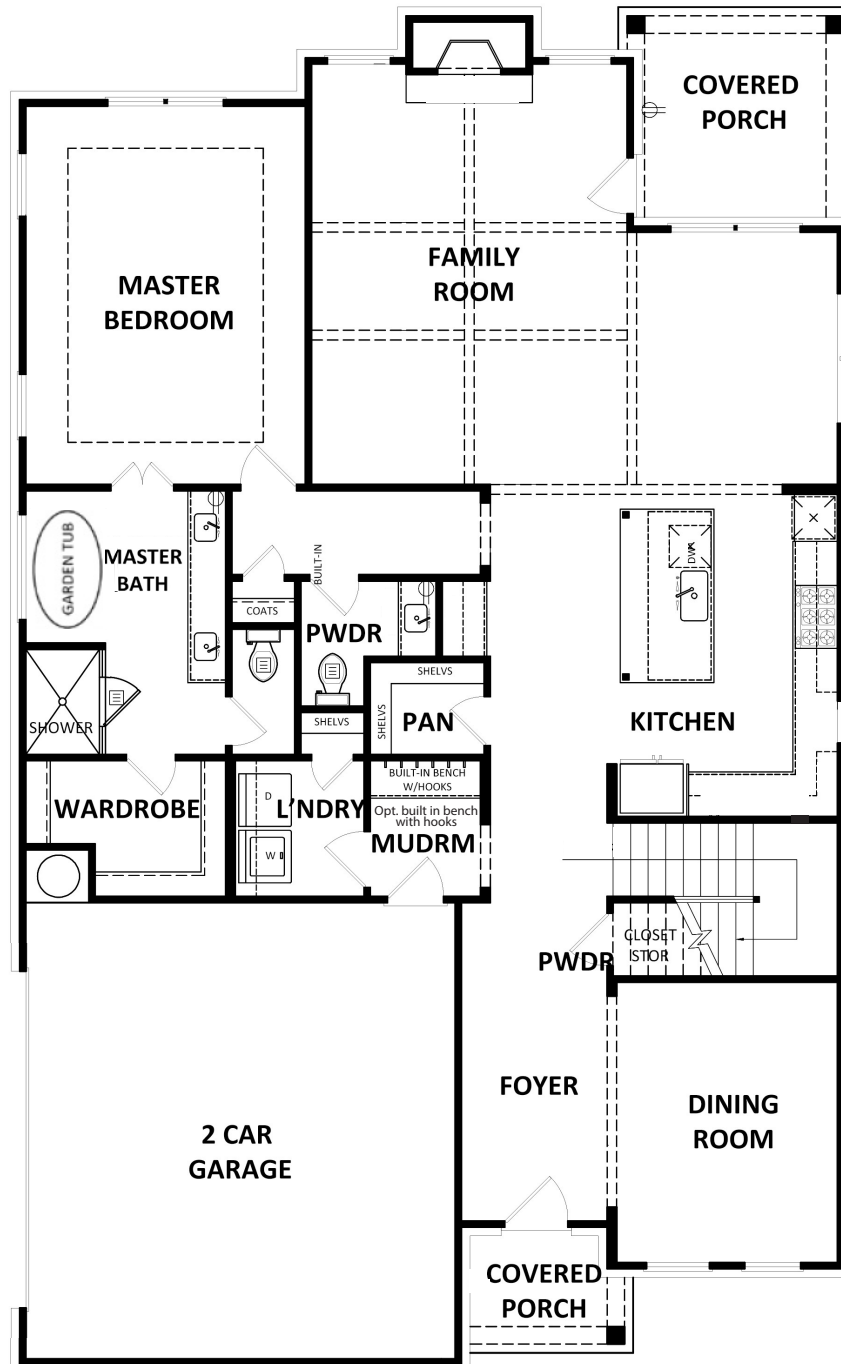 COVERED
PORCH
FAMILY
ROOM
MASTER
BEDROOM
GARDEN TUB
MASTER
BATH
BUILT-IN
DW
COATS
PWDR
SHELVS
SHELVS
PAN
SHELVS
SHOWER
KITCHEN
BUILT-IN BENCH
W/HOOKS
D
WARDROBE
L'NDRY
Opt. built in bench
with hooks
MUDRM
W
CLOSET
ISTOR
PWDR
FOYER
DINING
ROOM
2 CAR
GARAGE
COVERED
PORCH